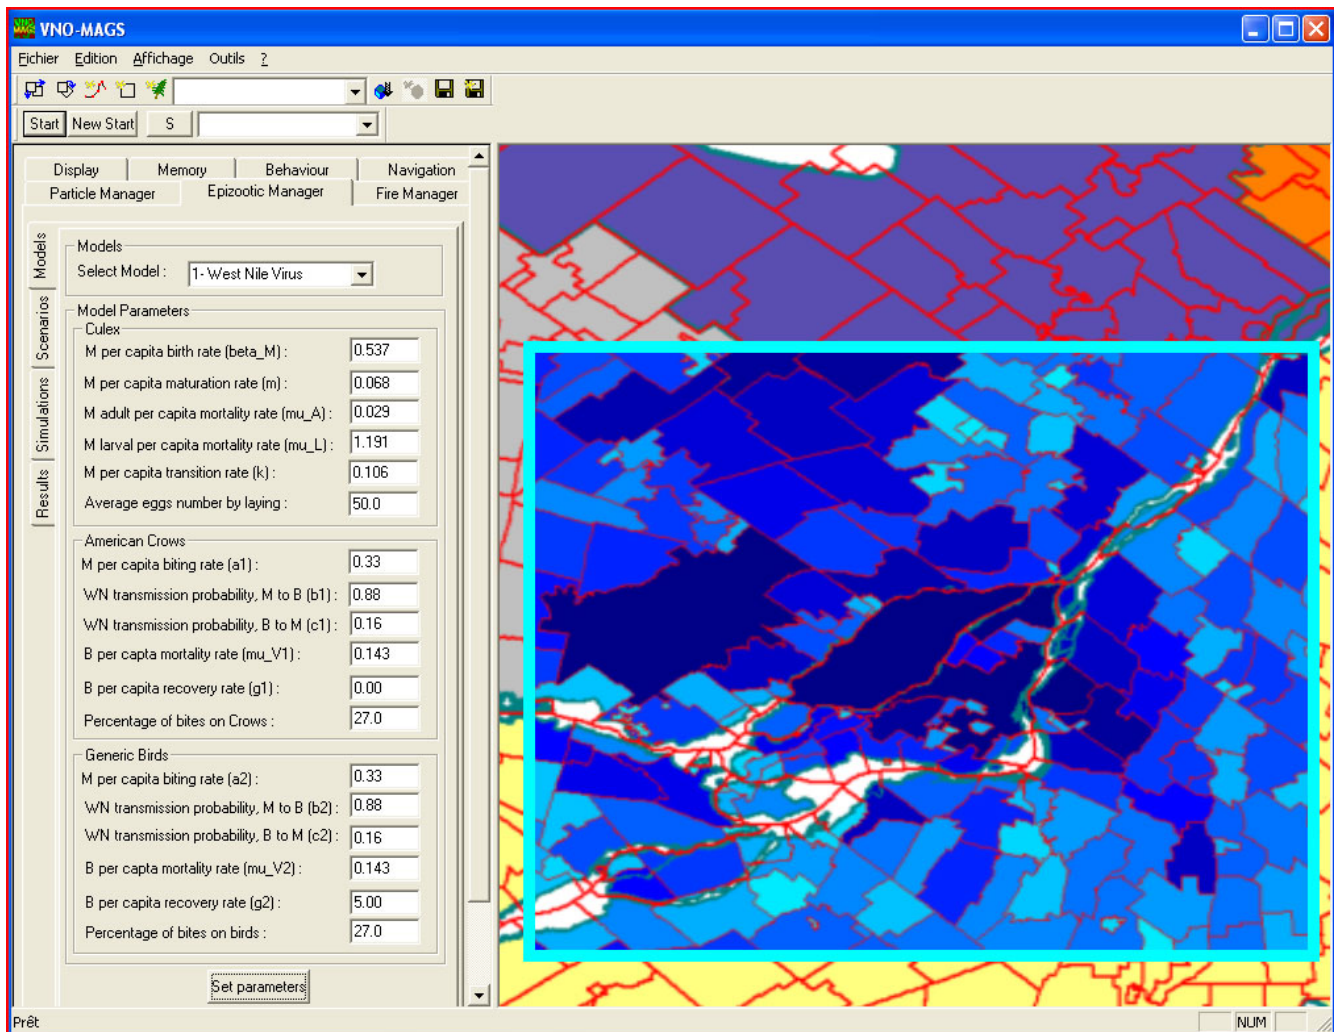 VNO-MAGS
Fichier Edition Affichage Outils ?
Start New Start S
Display Memory Behaviour Navigation
Particle Manager Epizootic Manager Fire Manager
Models
Scenarios
Simulations
Results
Models
Select Model : 1- West Nile Virus
Model Parameters
Culex
M per capita birth rate (beta_M) : 0.537
M per capita maturation rate (m) : 0.068
M adult per capita mortality rate (mu_A) : 0.029
M larval per capita mortality rate (mu_L) : 1.191
M per capita transition rate (k) : 0.106
Average eggs number by laying : 50.0
American Crows
M per capita biting rate (a1) : 0.33
WN transmission probability, M to B (b1) : 0.88
WN transmission probability, B to M (c1) : 0.16
B per capta mortality rate (mu_V1) : 0.143
B per capita recovery rate (g1) : 0.00
Percentage of bites on Crows : 27.0
Generic Birds
M per capita biting rate (a2) : 0.33
WN transmission probability, M to B (b2) : 0.88
WN transmission probability, B to M (c2) : 0.16
B per capta mortality rate (mu_V2) : 0.143
B per capita recovery rate (g2) : 5.00
Percentage of bites on birds : 27.0
Set parameters
Prêt NUM